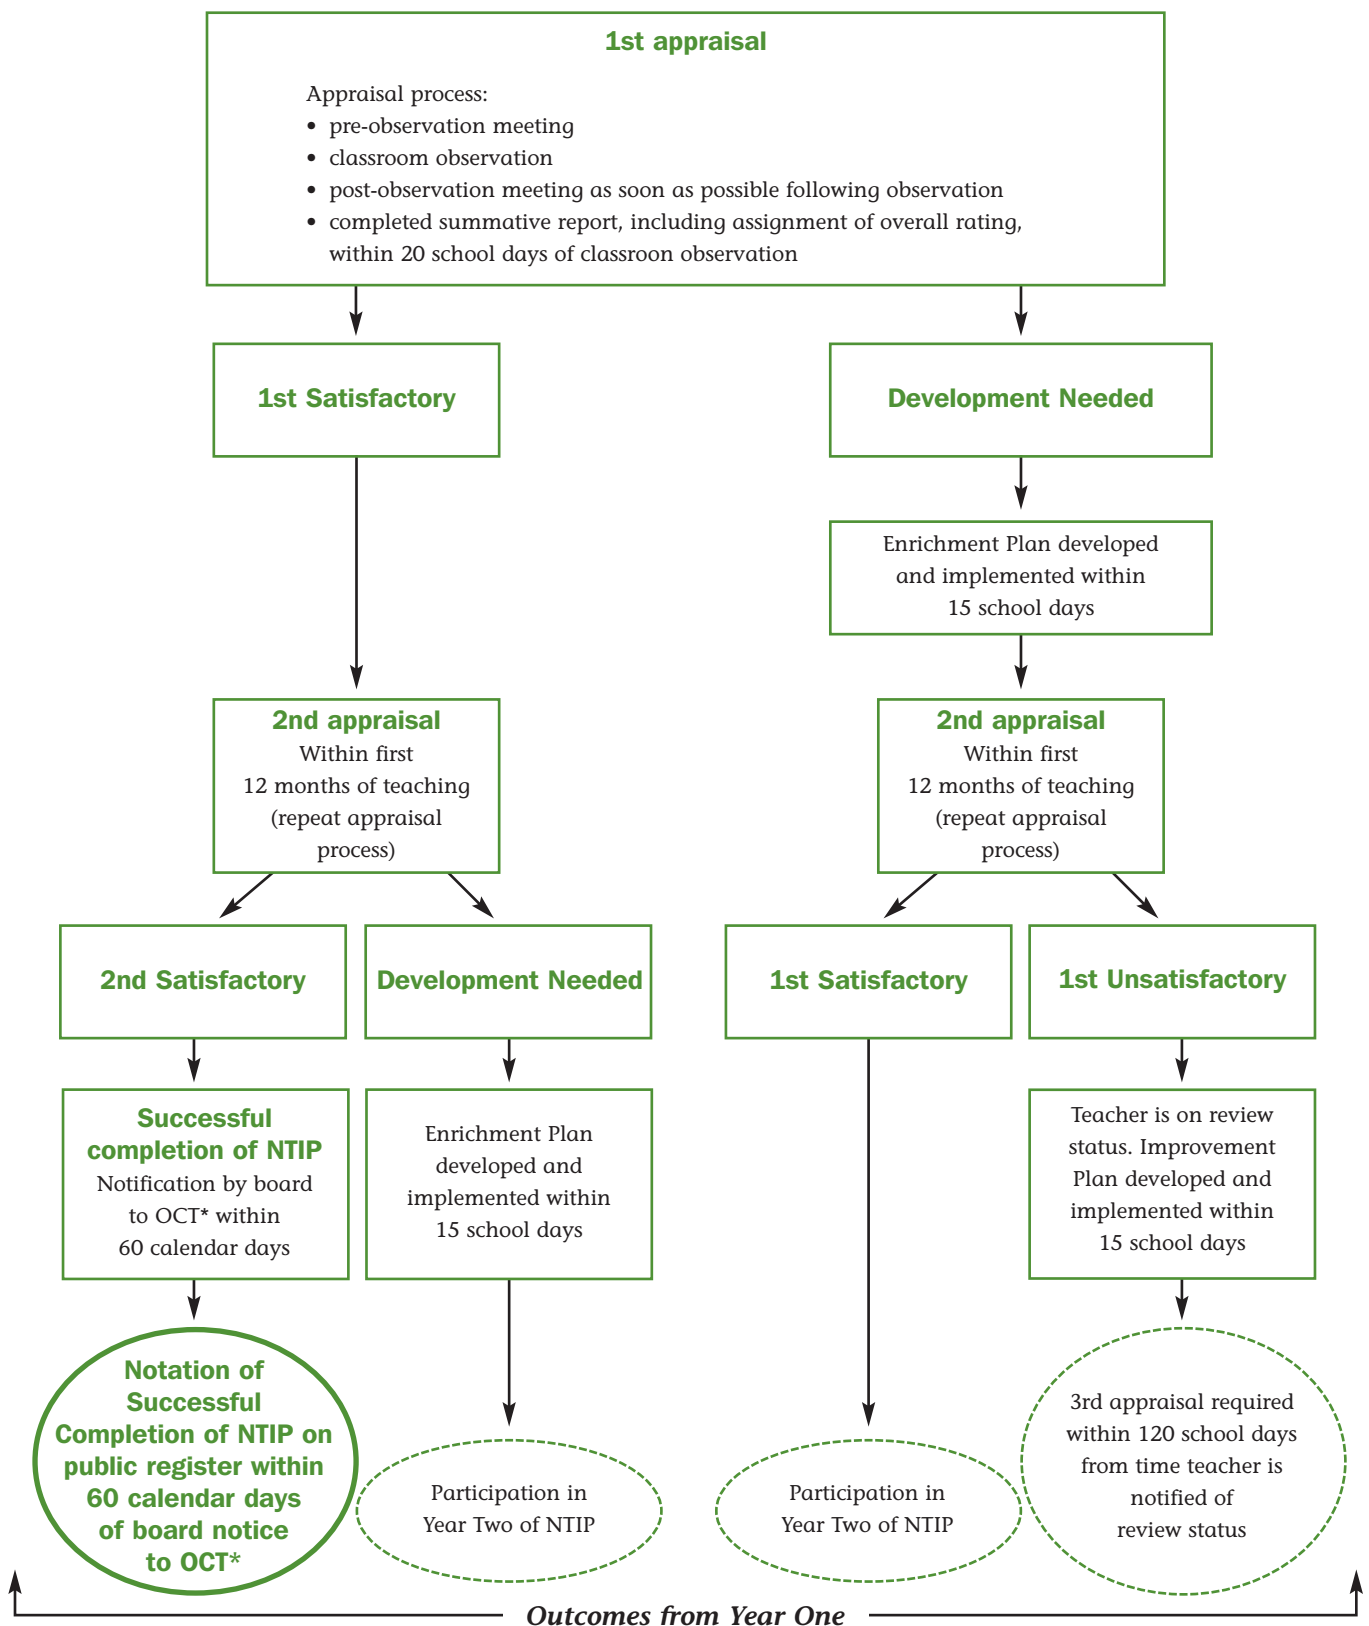 1st appraisal
Appraisal process:
• pre-observation meeting
• classroom observation
• post-observation meeting as soon as possible following observation
• completed summative report, including assignment of overall rating,
within 20 school days of classroon observation
1st Satisfactory
Development Needed
Enrichment Plan developed
and implemented within
15 school days
2nd appraisal
Within first
12 months of teaching
(repeat appraisal
process)
2nd appraisal
Within first
12 months of teaching
(repeat appraisal
process)
2nd Satisfactory
Development Needed
1st Satisfactory
1st Unsatisfactory
Successful
completion of NTIP
Notification by board
to OCT* within
60 calendar days
Enrichment Plan
developed and
implemented within
15 school days
Teacher is on review
status. Improvement
Plan developed and
implemented within
15 school days
Notation of
Successful
Completion of NTIP on
public register within
60 calendar days
of board notice
to OCT*
Participation in
Year Two of NTIP
Participation in
Year Two of NTIP
3rd appraisal required
within 120 school days
from time teacher is
notified of
review status
Outcomes from Year One